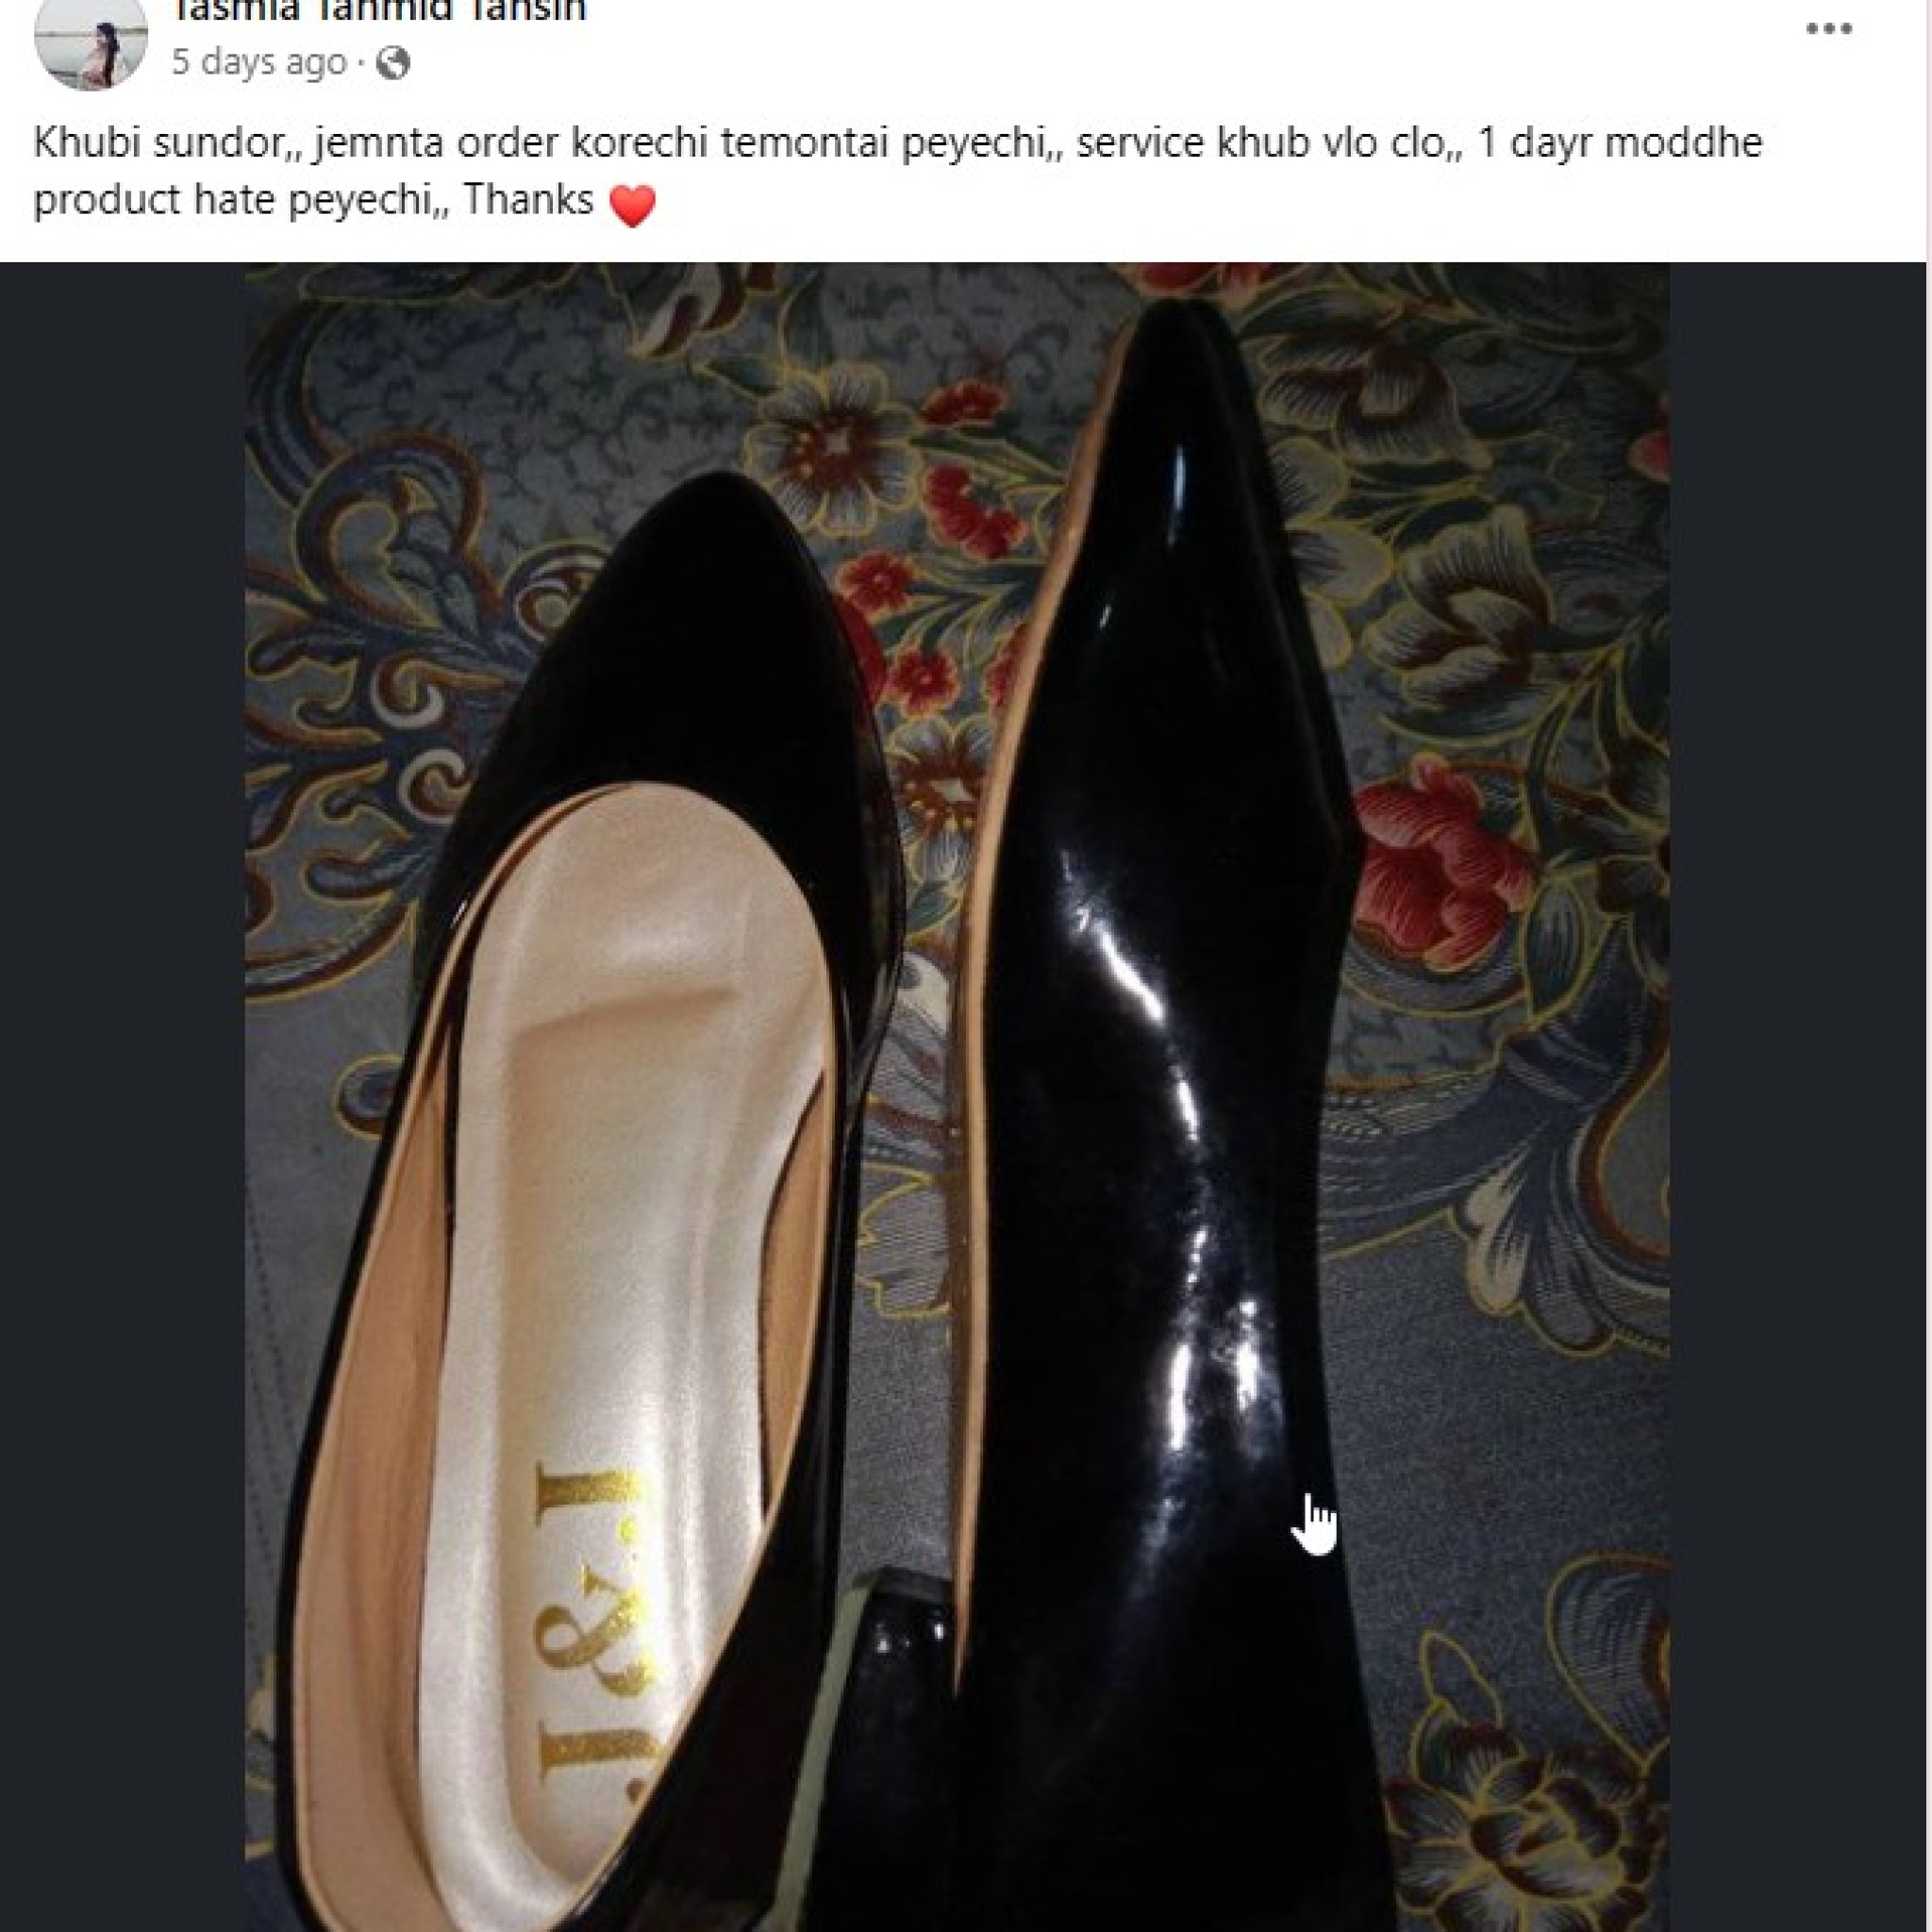 Tasmia Tahmid Tahsin
5 days ago ·
Khubi sundor,, jemnta order korechi temontai peyechi,, service khub vlo clo,, 1 dayr moddhe
product hate peyechi,, Thanks ❤️
J&J